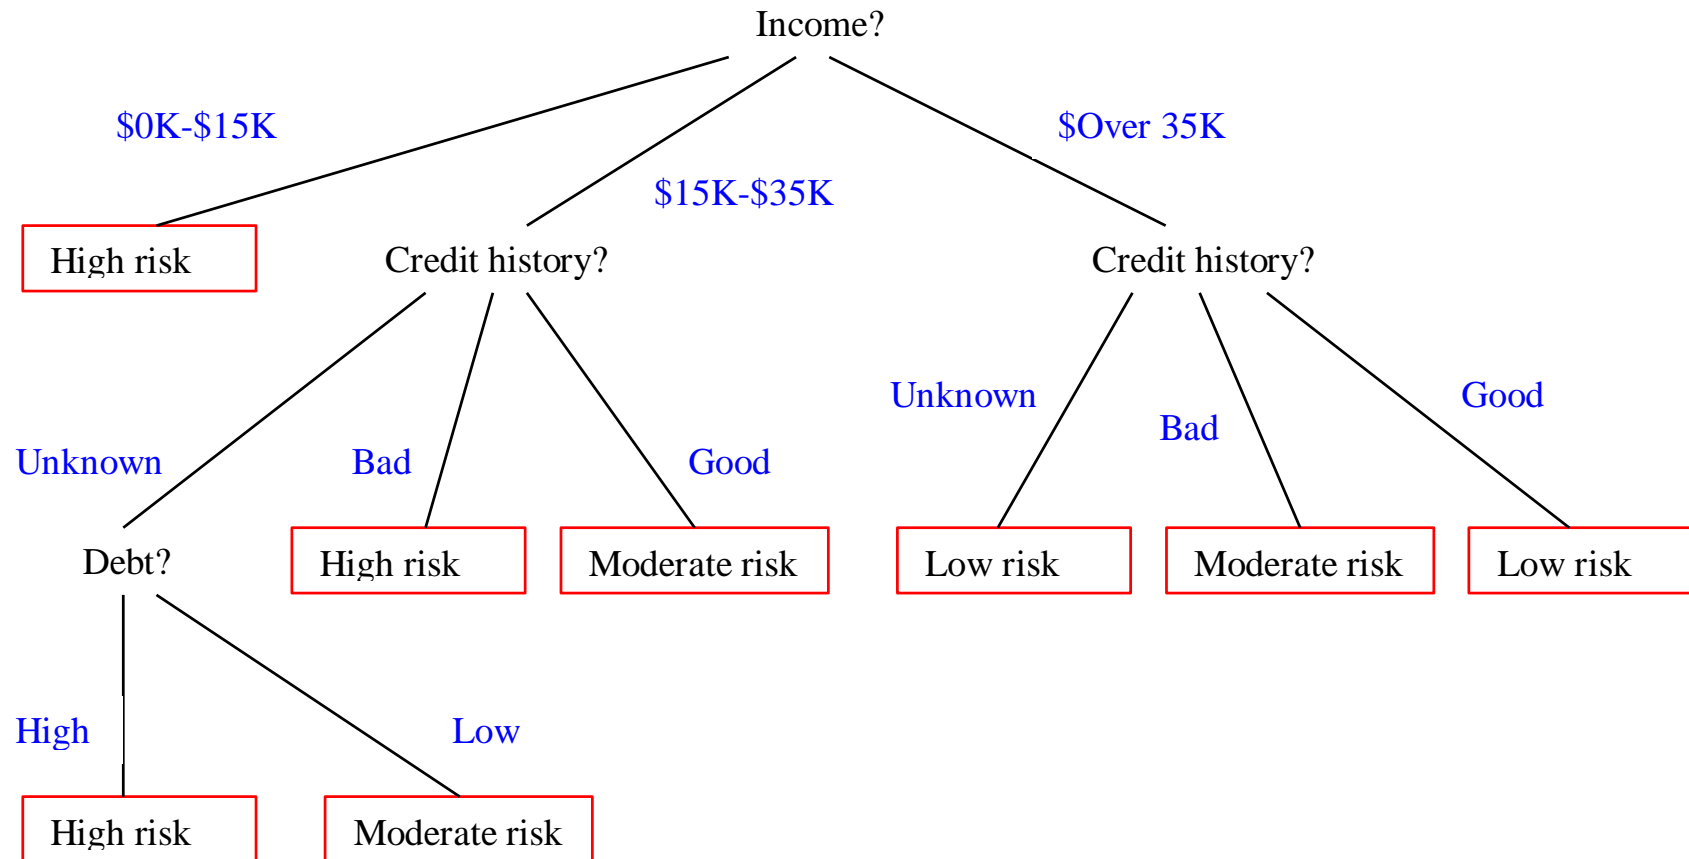 Income?
$0K-$15K
$Over 35K
$15K-$35K
High risk
Credit history?
Credit history?
Unknown
Bad
Good
Unknown
Bad
Good
Debt?
High risk
Moderate risk
Low risk
Moderate risk
Low risk
High
Low
High risk
Moderate risk